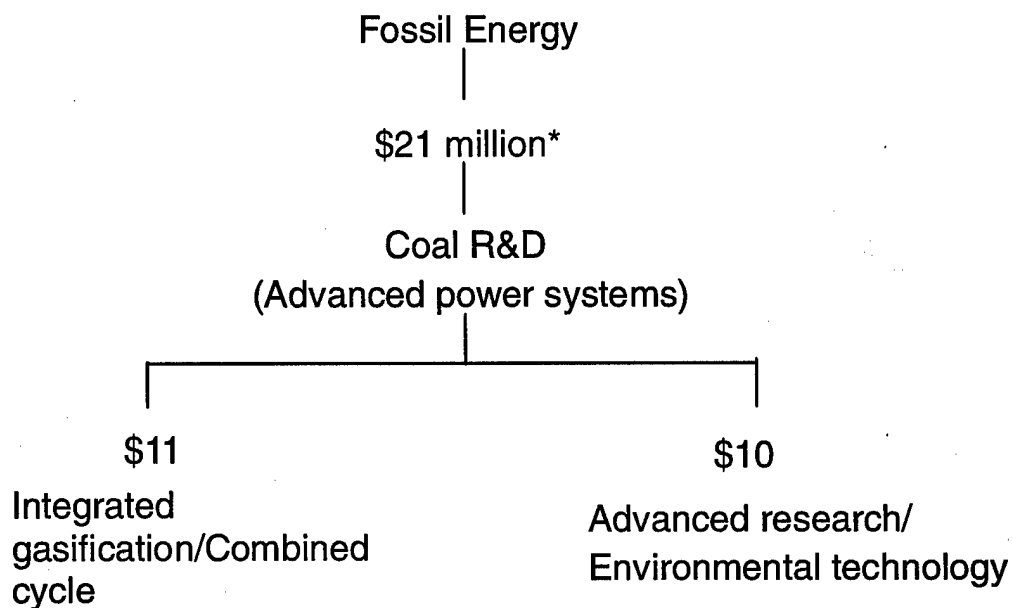 Fossil Energy
$21 million*
Coal R&D
(Advanced power systems)
$11
Integrated
gasification/Combined
cycle
$10
Advanced research/
Environmental technology